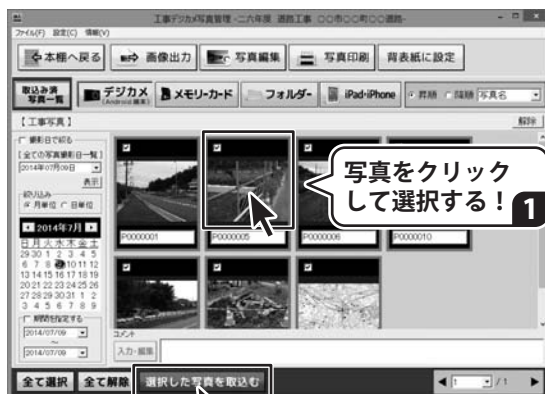 工事デジカメ写真管理 -二六年度 道路工事 〇〇市〇〇町〇〇道路-
ファイル(F) 設定(C) 情報(V)
本棚へ戻る 画像出力 写真編集 写真印刷 背表紙に設定
取込み済
写真一覧
デジカメ
(Android 端末)
メモリーカード
フォルダー
iPad・iPhone
昇順 降順 写真名
【工事写真】 解除
撮影日で絞る
[全ての写真撮影日一覧]
2014年07月09日
表示
絞り込み
月単位 日単位
2014年7月
日 月 火 水 木 金 土
29 30 1 2 3 4 5
6 7 8 9 10 11 12
13 14 15 16 17 18 19
20 21 22 23 24 25 26
27 28 29 30 31 1 2
3 4 5 6 7 8 9
期間を指定する
2014/07/09
～
2014/07/09
P0000001 P0000005 P0000006 P0000010
写真をクリック
して選択する！
1
コメント
入力・編集
全て選択 全て解除 選択した写真を取込む
1 / 1